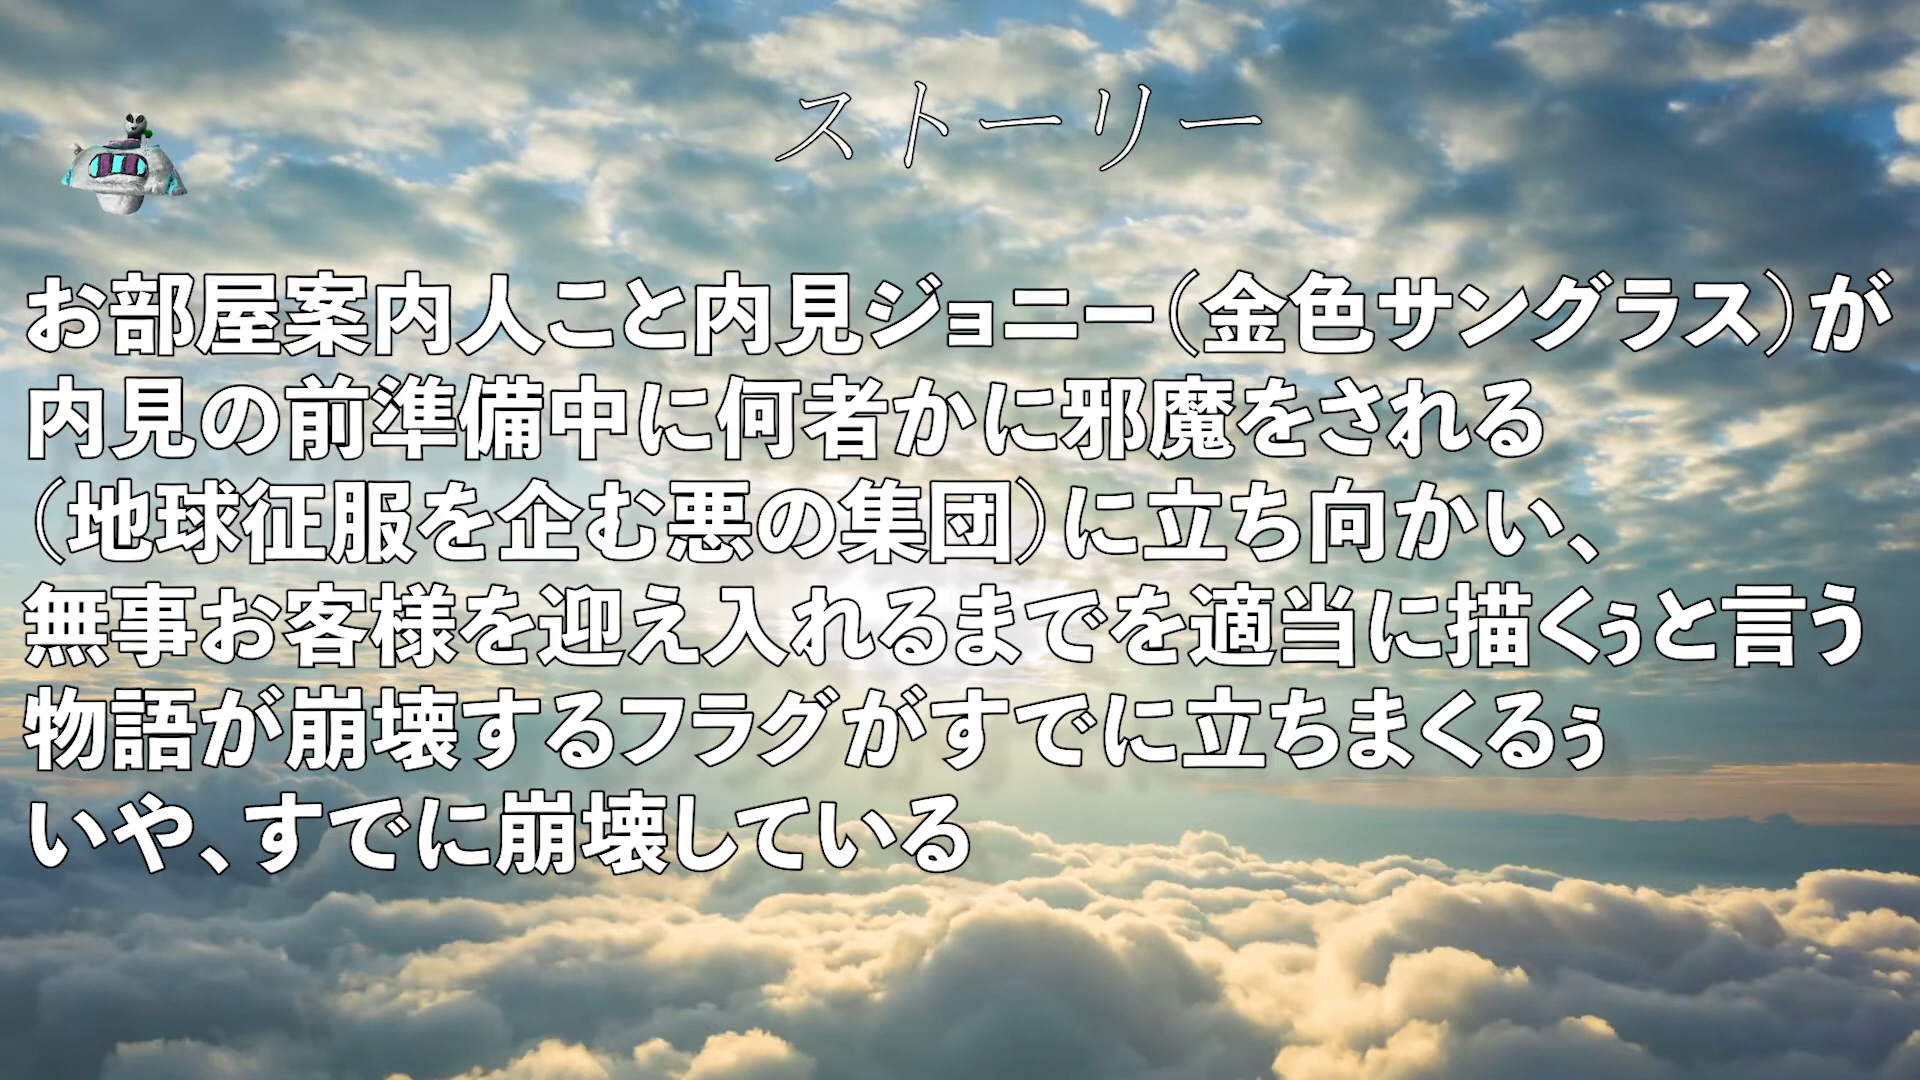 ストーリー
お部屋案内人こと内見ジョニー（金色サングラス）が
内見の前準備中に何者かに邪魔をされる
（地球征服を企む悪の集団）に立ち向かい、
無事お客様を迎え入れるまでを適当に描くぅと言う
物語が崩壊するフラグがすでに立ちまくるぅ
いや、すでに崩壊している